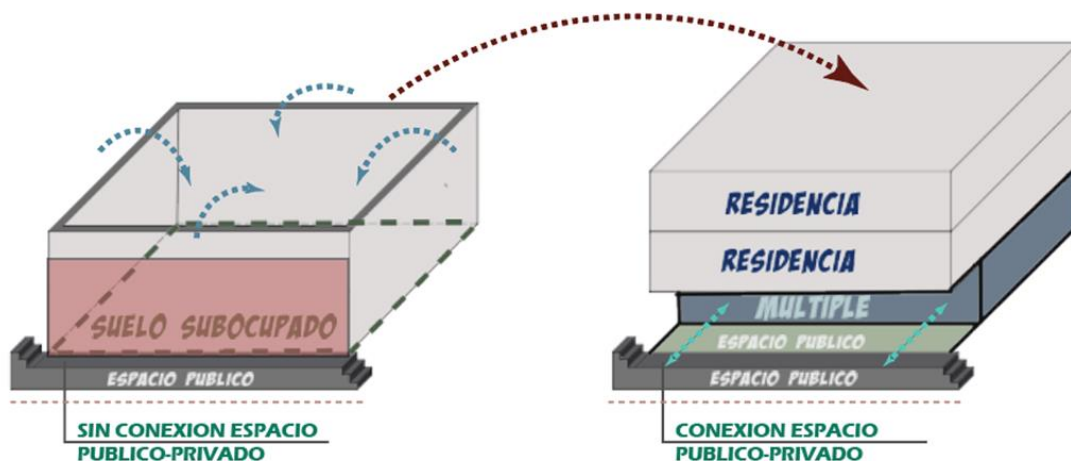 SUELO SUBOCUPADO
ESPACIO PUBLICO
SIN CONEXION ESPACIO
PUBLICO-PRIVADO
RESIDENCIA
RESIDENCIA
MULTIPLE
ESPACIO PUBLICO
ESPACIO PUBLICO
CONEXION ESPACIO
PUBLICO-PRIVADO